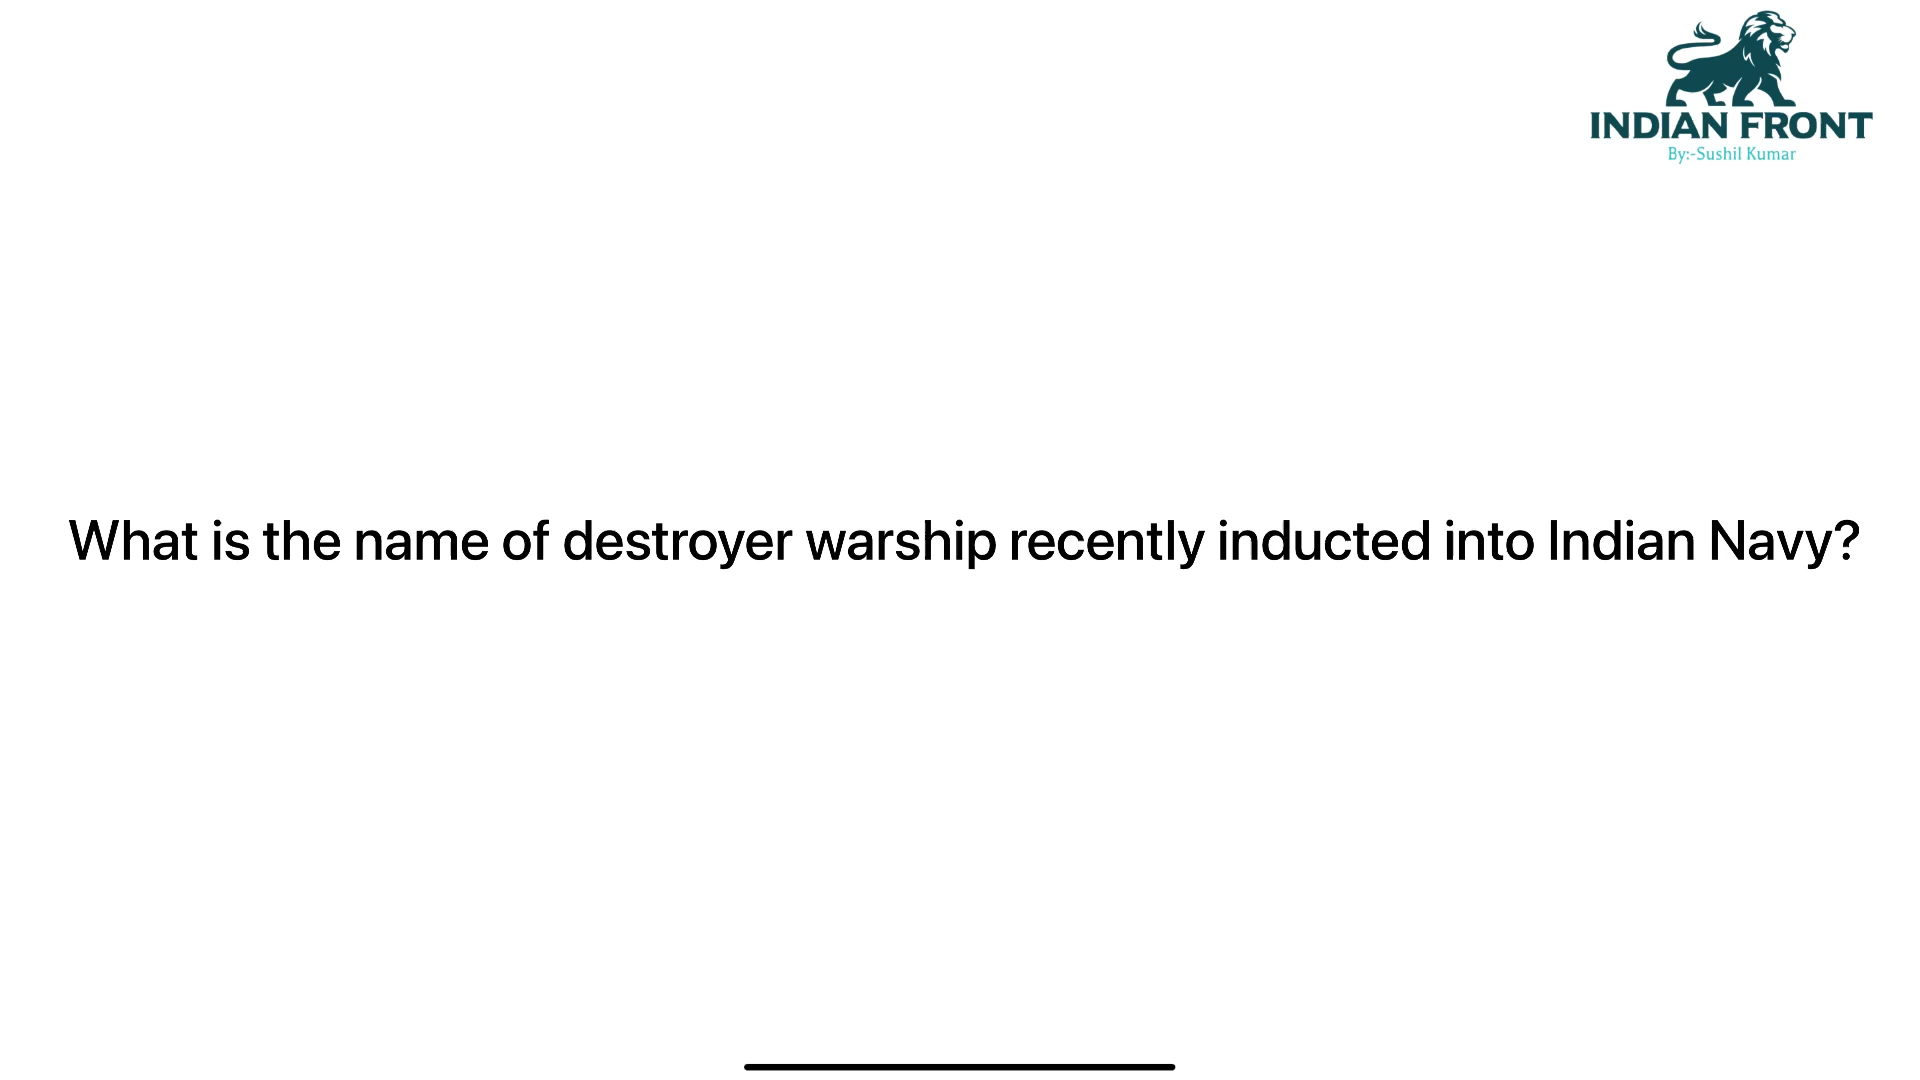 INDIAN FRONT
By:-Sushil Kumar
What is the name of destroyer warship recently inducted into Indian Navy?